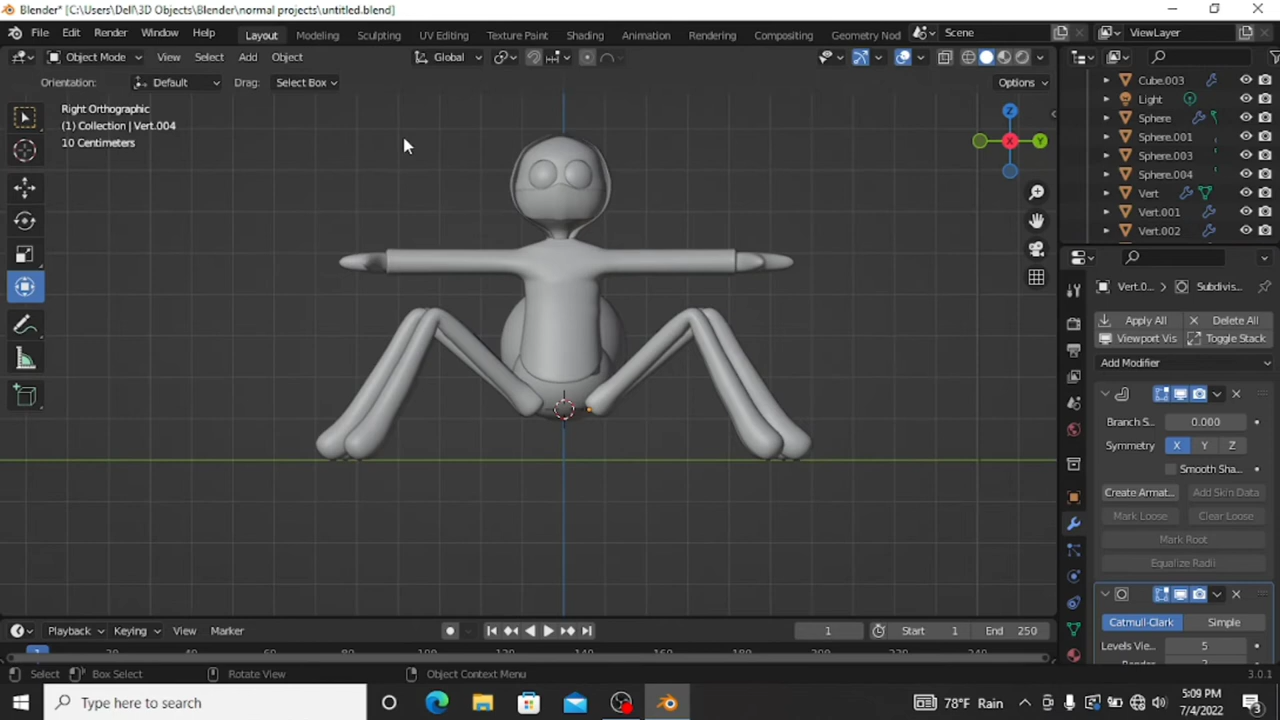 Blender* [C:\Users\Dell\3D Objects\Blender\normal projects\untitled.blend]
File Edit Render Window Help Layout Modeling Sculpting UV Editing Texture Paint Shading Animation Rendering Compositing Geometry Nod Scene ViewLayer
Object Mode View Select Add Object Global
Orientation: Default Drag: Select Box Options
Right Orthographic
(1) Collection | Vert.004
10 Centimeters
Z
Y
X
Cube.003
Light
Sphere
Sphere.001
Sphere.003
Sphere.004
Vert
Vert.001
Vert.002
Vert.0... Subdivis...
Apply All Delete All
Viewport Vis Toggle Stack
Add Modifier
Branch S... 0.000
Symmetry X Y Z
Smooth Sha...
Create Armat... Add Skin Data
Mark Loose Clear Loose
Mark Root
Equalize Radii
Catmull-Clark Simple
Levels Vie... 5
Playback Keying View Marker 1 Start 1 End 250
Select Box Select Rotate View Object Context Menu 3.0.1
Type here to search 78°F Rain 5:09 PM
7/4/2022 3